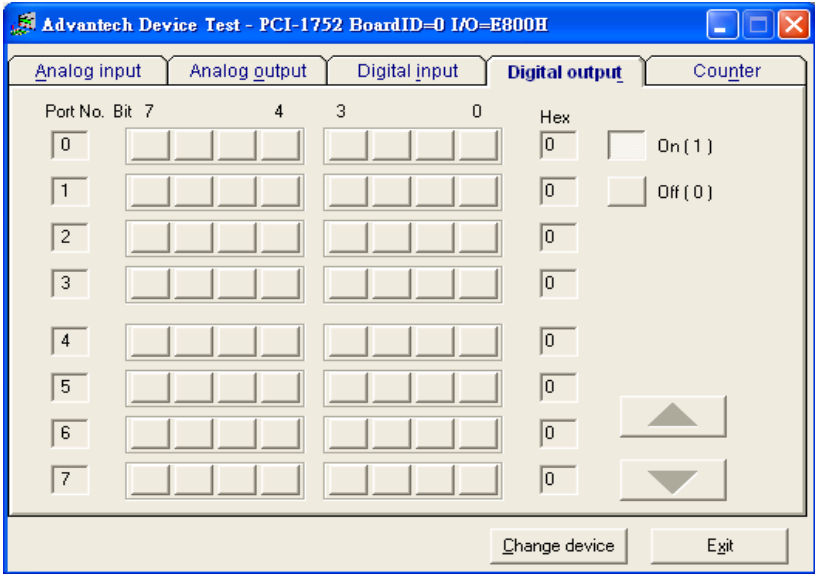 Advantech Device Test - PCI-1752 BoardID=0 I/O=E800H
Analog input Analog output Digital input Digital output Counter
Port No. Bit 7 4 3 0 Hex
0 0 On ( 1 )
1 0 Off ( 0 )
2 0
3 0
4 0
5 0
6 0
7 0
Change device Exit